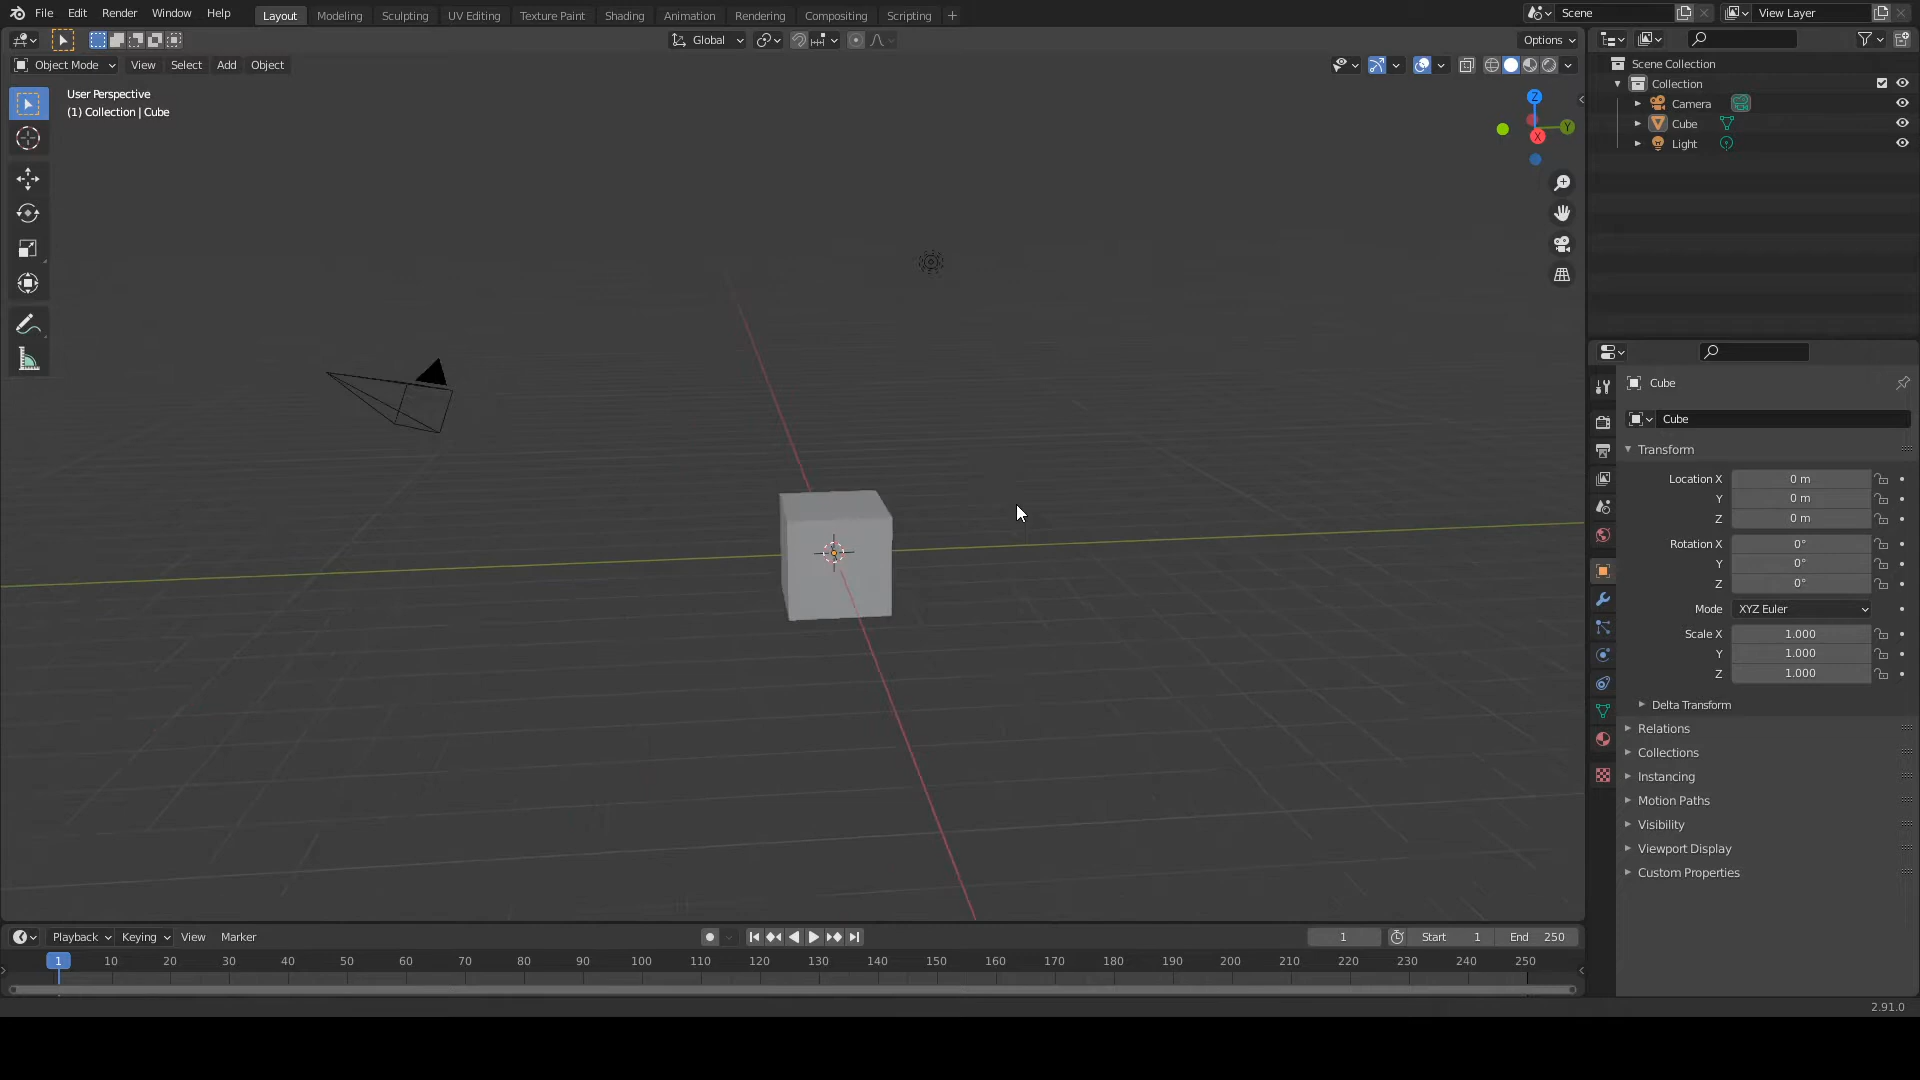 File Edit Render Window Help Layout Modeling Sculpting UV Editing Texture Paint Shading Animation Rendering Compositing Scripting + Scene View Layer
Global Options
Object Mode View Select Add Object
User Perspective
(1) Collection | Cube
Z
Y
X
Scene Collection
Collection
Camera
Cube
Light
Cube
Cube
Transform
Location X 0 m
Y 0 m
Z 0 m
Rotation X 0°
Y 0°
Z 0°
Mode XYZ Euler
Scale X 1.000
Y 1.000
Z 1.000
Delta Transform
Relations
Collections
Instancing
Motion Paths
Visibility
Viewport Display
Custom Properties
Playback Keying View Marker 1 Start 1 End 250
1 10 20 30 40 50 60 70 80 90 100 110 120 130 140 150 160 170 180 190 200 210 220 230 240 250
2.91.0